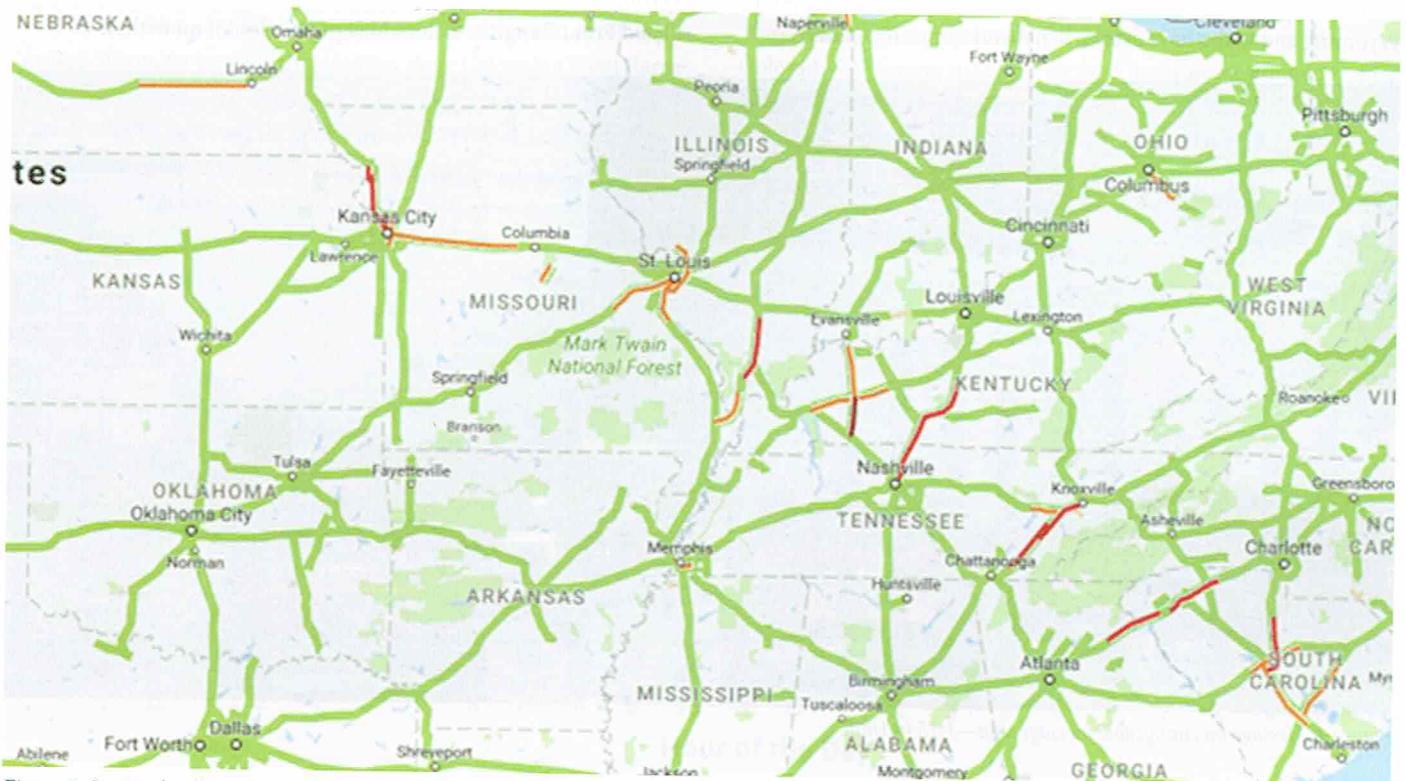 NEBRASKA
Omaha
Lincoln
Naperville
Cleveland
Fort Wayne
Peoria
Pittsburgh
ILLINOIS
INDIANA
OHIO
Springfield
Columbus
tes
Kansas City
Columbia
Cincinnati
Lawrence
St. Louis
KANSAS
MISSOURI
WEST
VIRGINIA
Louisville
Evansville
Lexington
Wichita
Mark Twain
National Forest
Springfield
KENTUCKY
Roanoke
VI
Branson
Tulsa
Fayetteville
Nashville
Knoxville
Greensboro
OKLAHOMA
Oklahoma City
TENNESSEE
Asheville
NO
CAR
Memphis
Charlotte
Norman
Chattanooga
Huntsville
ARKANSAS
Atlanta
SOUTH
CAROLINA
My
Birmingham
MISSISSIPPI
Tuscaloosa
Dallas
Fort Worth
ALABAMA
Charleston
Abilene
Shreveport
Jackson
Montgomery
GEORGIA